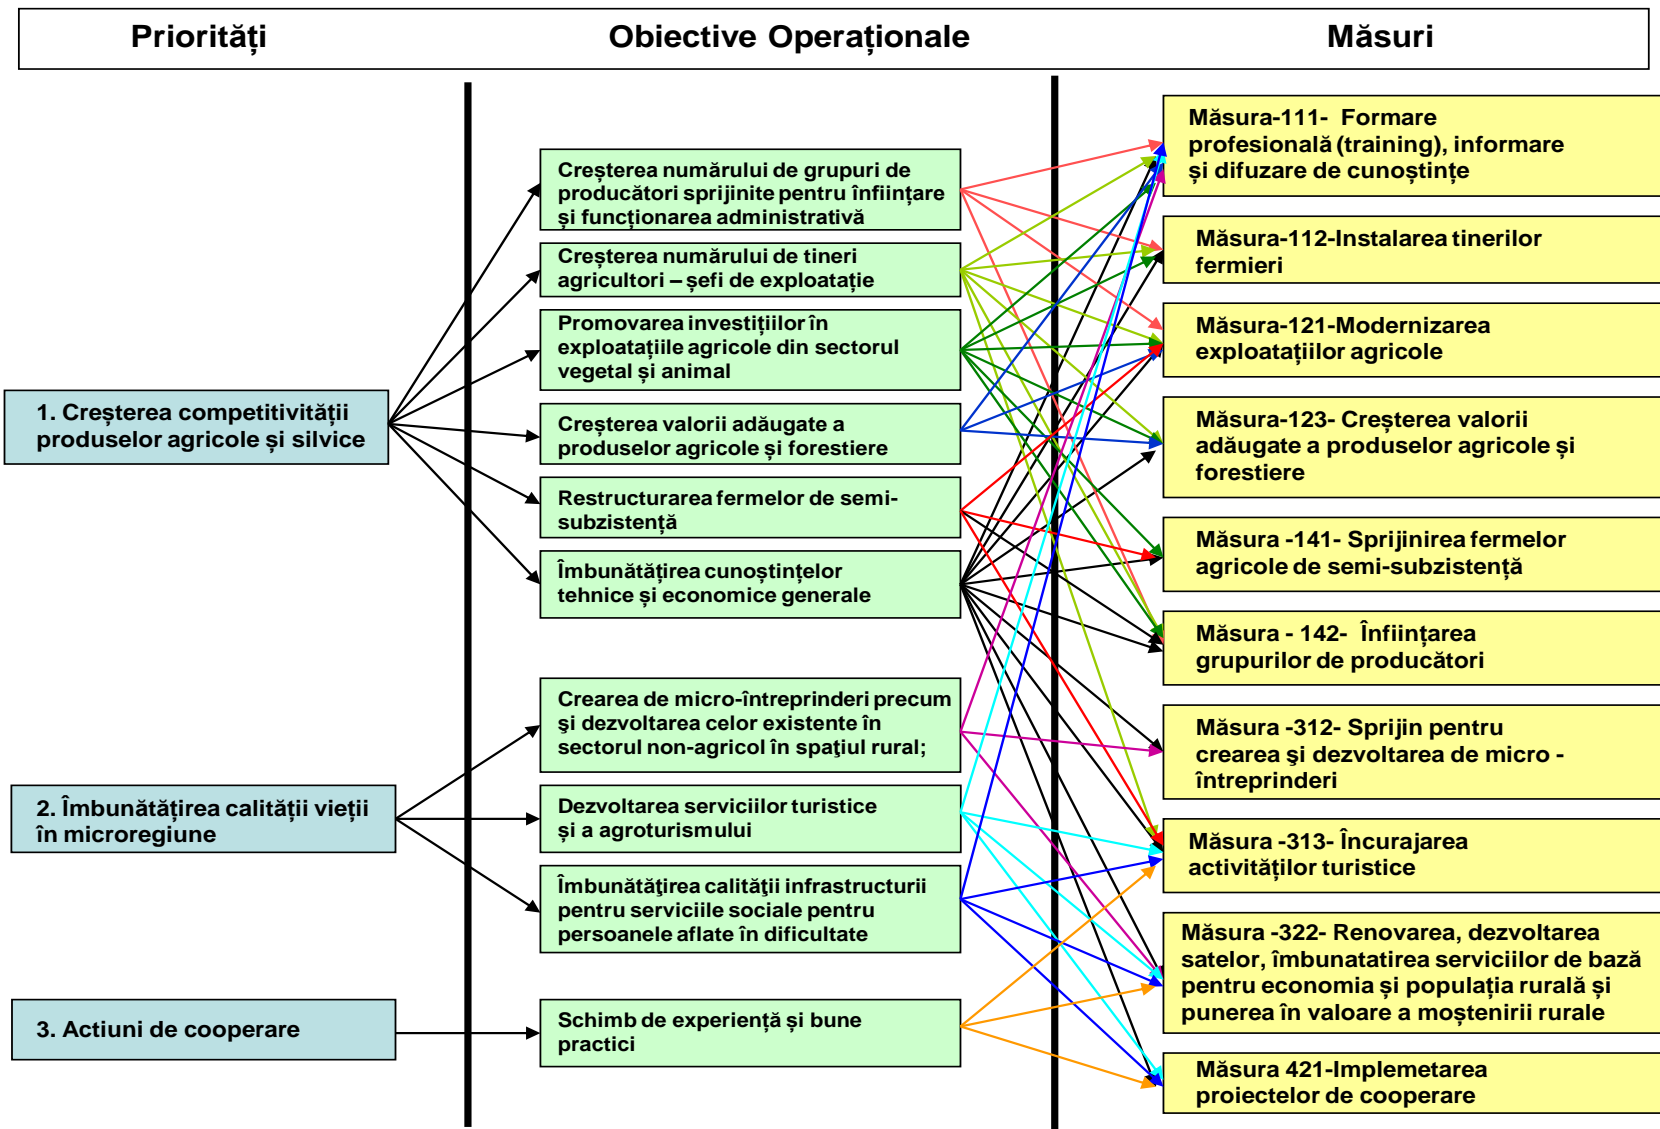 Priorități
Obiective Operaționale
Măsuri
1. Creșterea competitivității
produselor agricole și silvice
2. Îmbunătățirea calității vieții
în microregiune
3. Actiuni de cooperare
Creșterea numărului de grupuri de
producători sprijinite pentru înființare
și funcționarea administrativă
Creșterea numărului de tineri
agricultori – șefi de exploatație
Promovarea investițiilor în
exploatațiile agricole din sectorul
vegetal și animal
Creșterea valorii adăugate a
produselor agricole și forestiere
Restructurarea fermelor de semi-
subzistență
Îmbunătățirea cunoștințelor
tehnice și economice generale
Crearea de micro-întreprinderi precum
şi dezvoltarea celor existente în
sectorul non-agricol în spaţiul rural;
Dezvoltarea serviciilor turistice
și a agroturismului
Îmbunătăţirea calităţii infrastructurii
pentru serviciile sociale pentru
persoanele aflate în dificultate
Schimb de experiență și bune
practici
Măsura-111- Formare
profesională (training), informare
și difuzare de cunoștințe
Măsura-112-Instalarea tinerilor
fermieri
Măsura-121-Modernizarea
exploatațiilor agricole
Măsura-123- Creșterea valorii
adăugate a produselor agricole și
forestiere
Măsura -141- Sprijinirea fermelor
agricole de semi-subzistență
Măsura - 142- Înființarea
grupurilor de producători
Măsura -312- Sprijin pentru
crearea şi dezvoltarea de micro -
întreprinderi
Măsura -313- Încurajarea
activităților turistice
Măsura -322- Renovarea, dezvoltarea
satelor, îmbunatatirea serviciilor de bază
pentru economia și populația rurală și
punerea în valoare a moștenirii rurale
Măsura 421-Implemetarea
proiectelor de cooperare